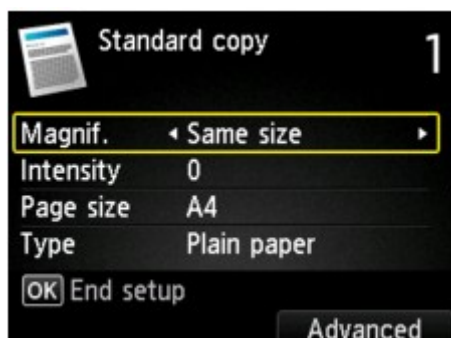 Standard copy 1
Magnif. Same size
Intensity 0
Page size A4
Type Plain paper
OK End setup
Advanced